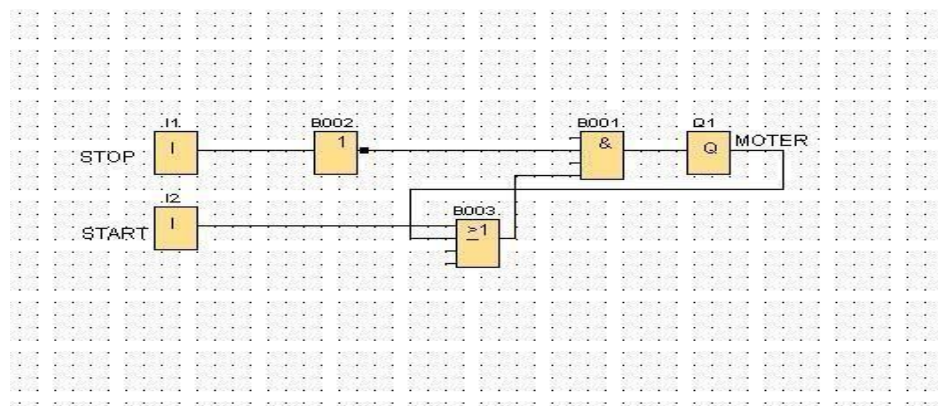 I1
B002
B001
Q1
I
1
&
Q
MOTER
STOP
I2
B003
I
≥1
START